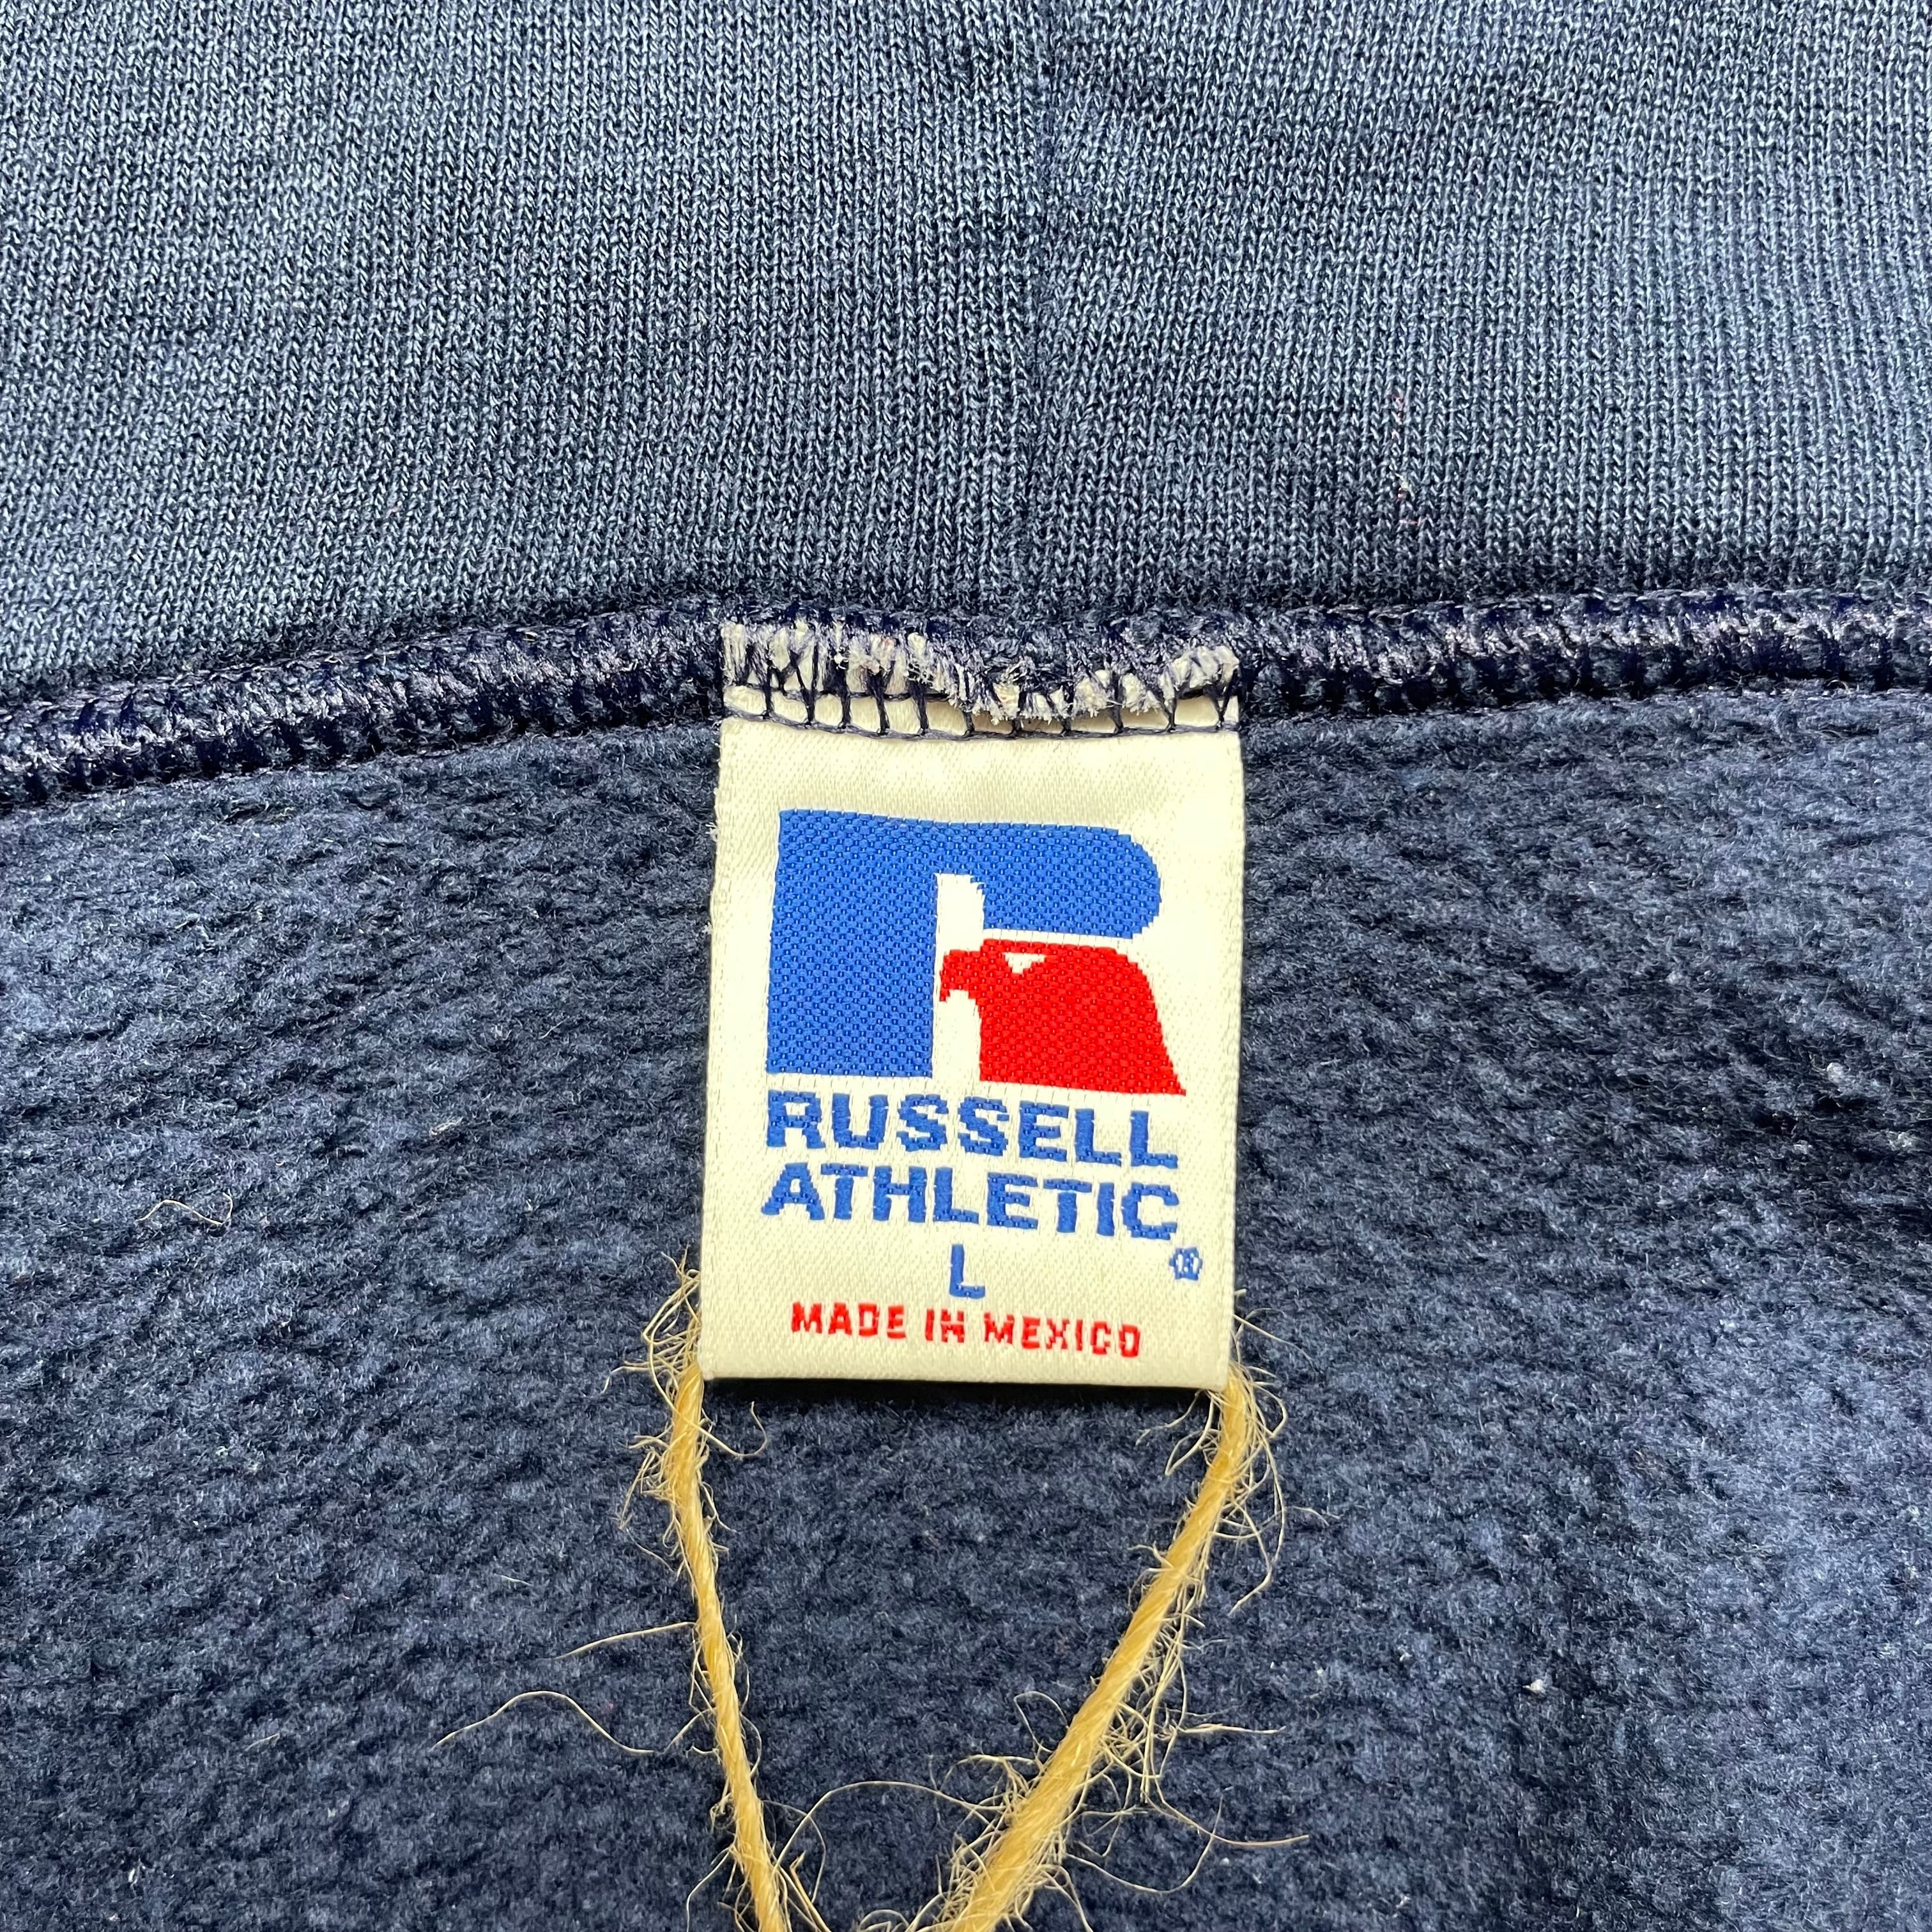 RUSSELL
ATHLETIC®
L
MADE IN MEXICO